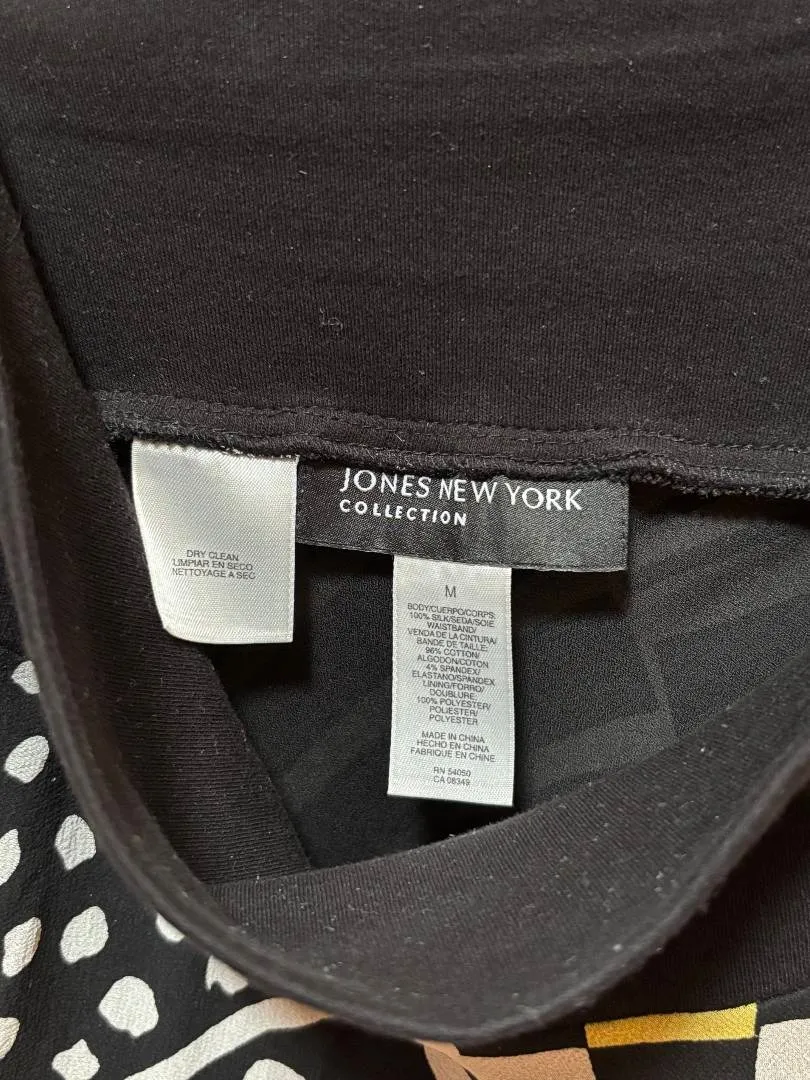 JONES NEW YORK
COLLECTION
DRY CLEAN
LIMPIAR EN SECO
NETTOYAGE A SEC
M
BODY/CUERPO/CORPS:
100% SILK/SEDA/SOIE
WAISTBAND/
VENDA DE LA CINTURA/
BANDE DE TAILLE:
96% COTTON/
ALGODON/COTON
4% SPANDEX/
ELASTANO/SPANDEX
LINING/FORRO/
DOUBLURE:
100% POLYESTER/
POLIESTER/
POLYESTER
MADE IN CHINA
HECHO EN CHINA
FABRIQUE EN CHINE
RN 54050
CA 08349